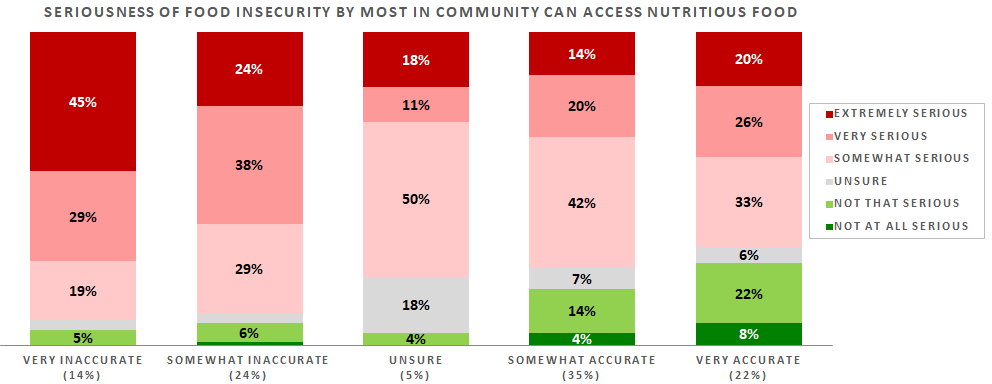 SERIOUSNESS OF FOOD INSECURITY BY MOST IN COMMUNITY CAN ACCESS NUTRITIOUS FOOD
45%
29%
19%
5%
24%
38%
29%
6%
18%
11%
50%
18%
4%
14%
20%
42%
7%
14%
4%
20%
26%
33%
6%
22%
8%
EXTREMELY SERIOUS
VERY SERIOUS
SOMEWHAT SERIOUS
UNSURE
NOT THAT SERIOUS
NOT AT ALL SERIOUS
VERY INACCURATE
(14%)
SOMEWHAT INACCURATE
(24%)
UNSURE
(5%)
SOMEWHAT ACCURATE
(35%)
VERY ACCURATE
(22%)